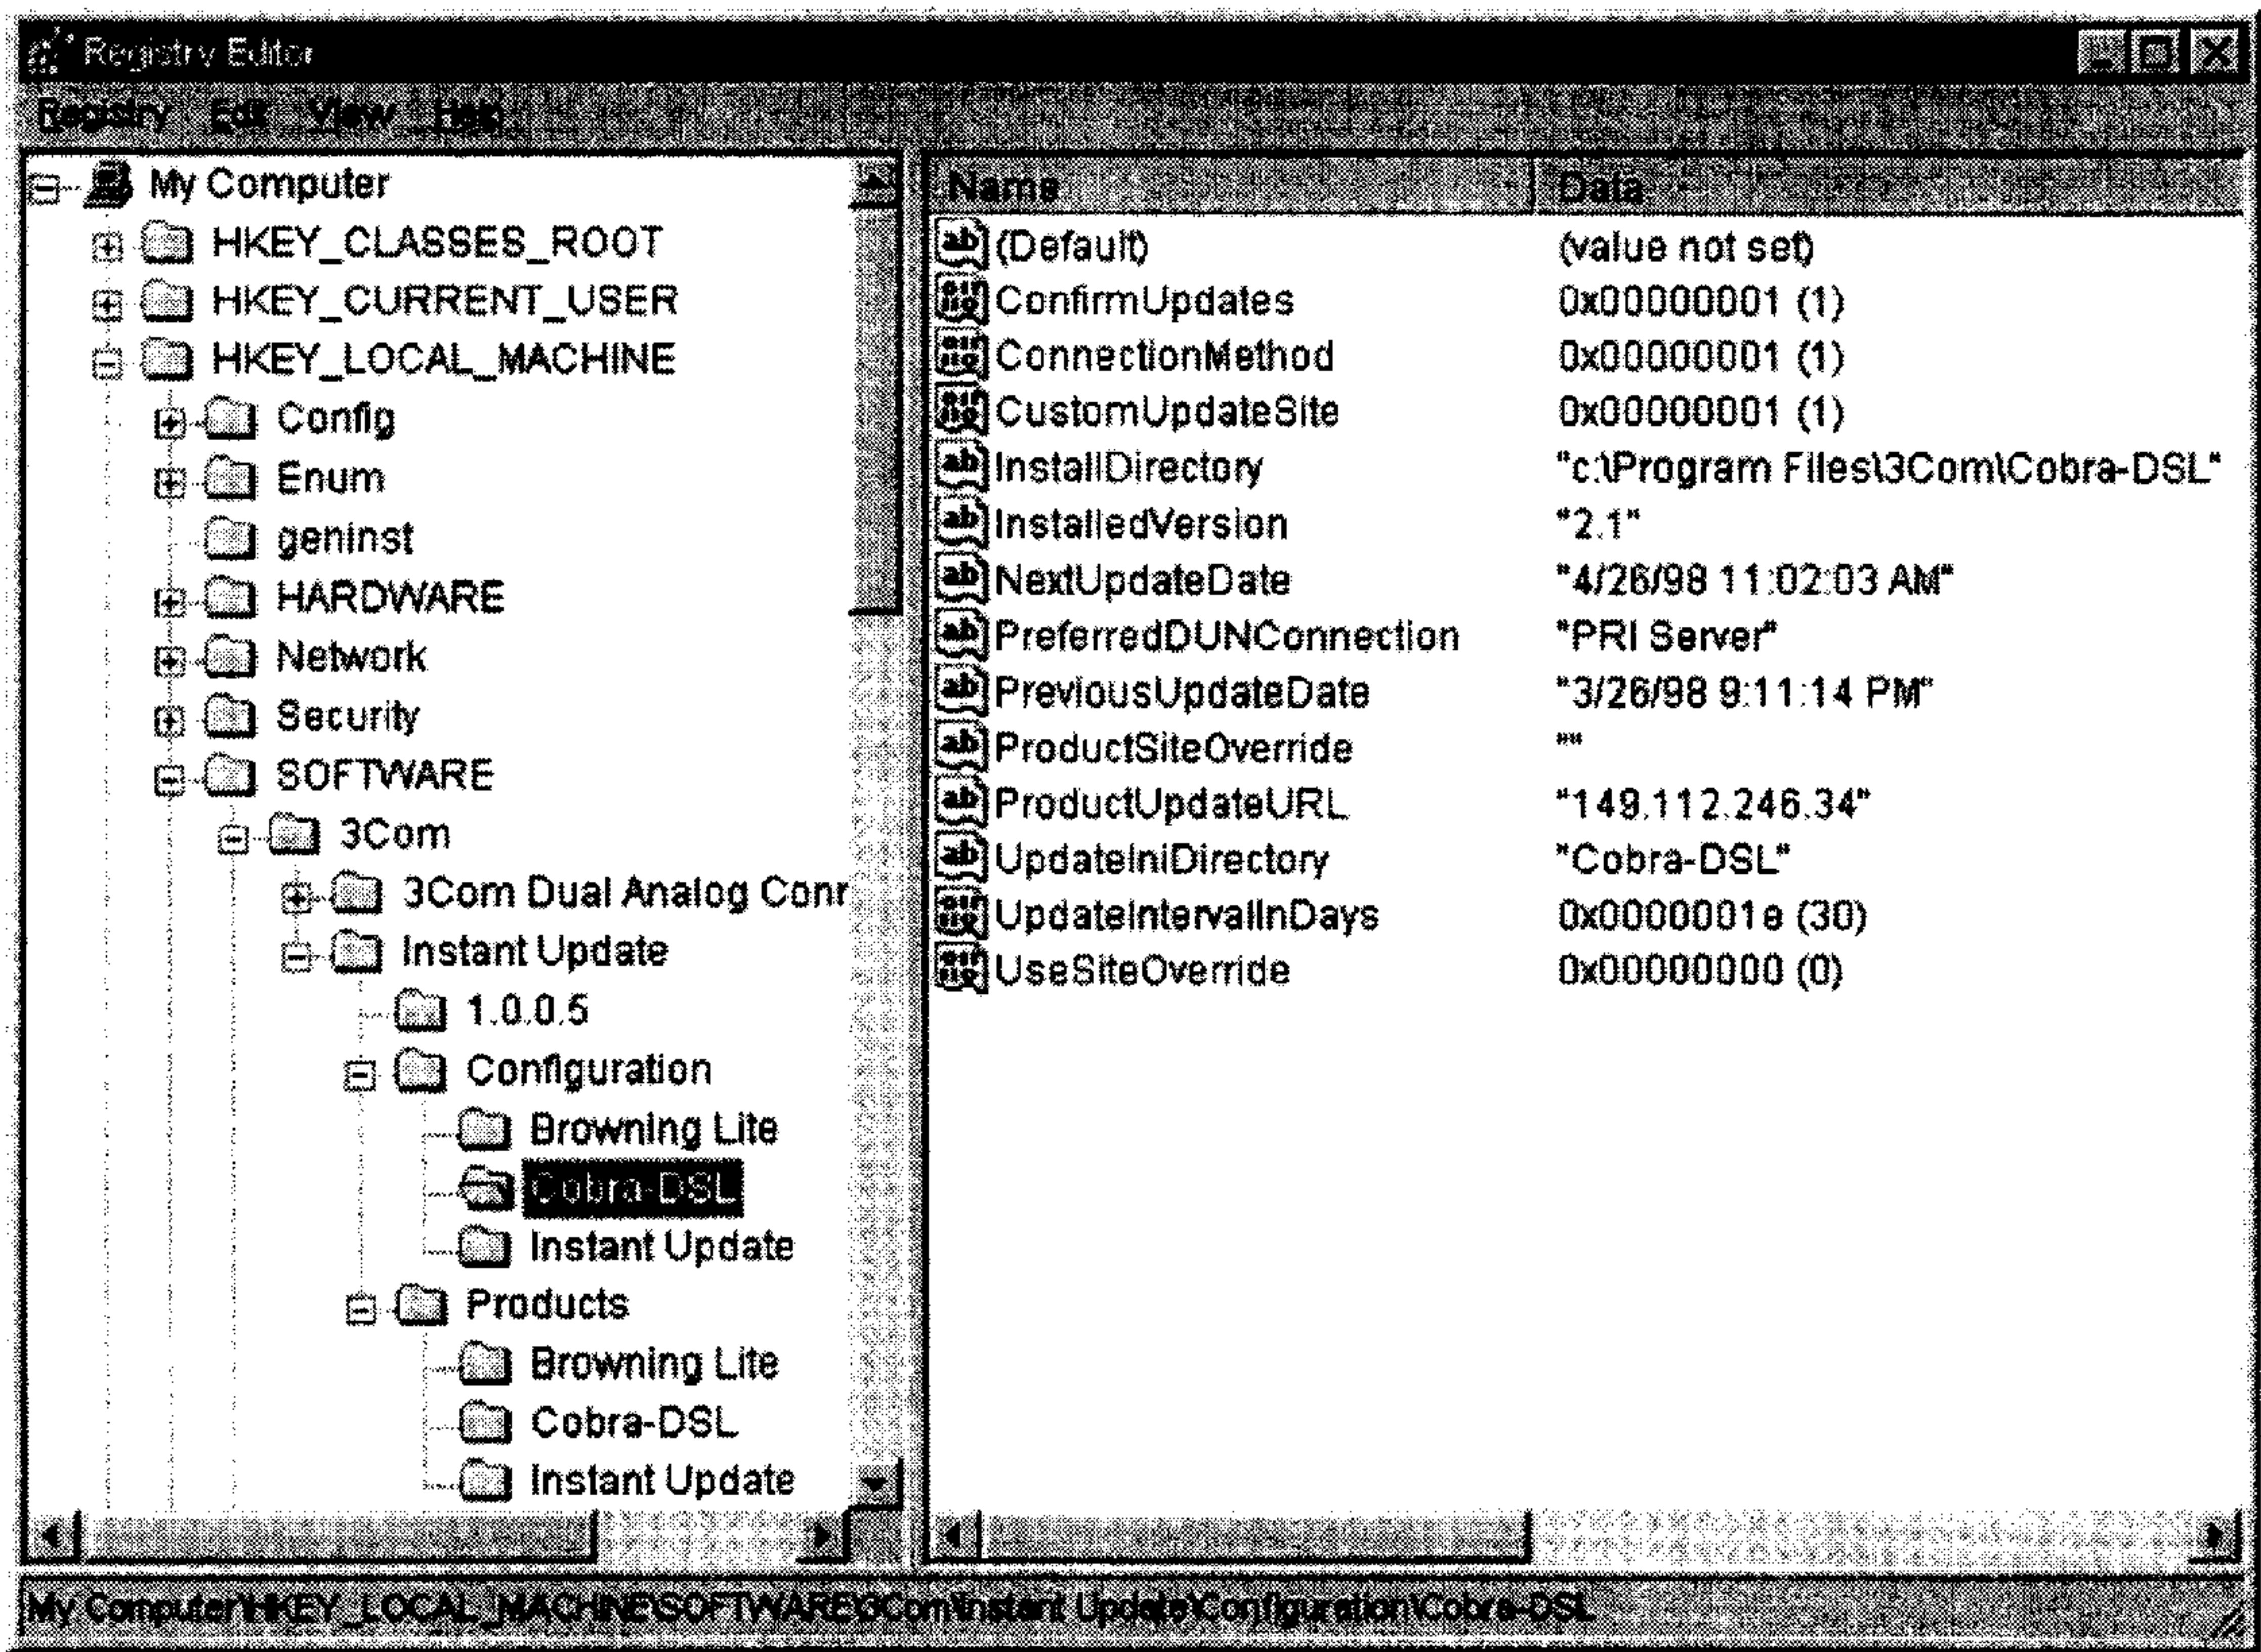 Registry Editor
Registry Edit View Help
My Computer
HKEY_CLASSES_ROOT
HKEY_CURRENT_USER
HKEY_LOCAL_MACHINE
Config
Enum
geninst
HARDWARE
Network
Security
SOFTWARE
3Com
3Com Dual Analog Conr
Instant Update
1.0.0.5
Configuration
Browning Lite
Cobra-DSL
Instant Update
Products
Browning Lite
Cobra-DSL
Instant Update
Name Data
(Default) (value not set)
ConfirmUpdates 0x00000001 (1)
ConnectionMethod 0x00000001 (1)
CustomUpdateSite 0x00000001 (1)
InstallDirectory "c:\Program Files\3Com\Cobra-DSL"
InstalledVersion "2.1"
NextUpdateDate "4/26/98 11:02:03 AM"
PreferredDUNConnection "PRI Server"
PreviousUpdateDate "3/26/98 9:11:14 PM"
ProductSiteOverride ""
ProductUpdateURL "149.112.246.34"
UpdateIniDirectory "Cobra-DSL"
UpdateIntervalInDays 0x0000001e (30)
UseSiteOverride 0x00000000 (0)
My Computer\HKEY_LOCAL_MACHINE\SOFTWARE\3Com\Instant Update\Configuration\Cobra-DSL